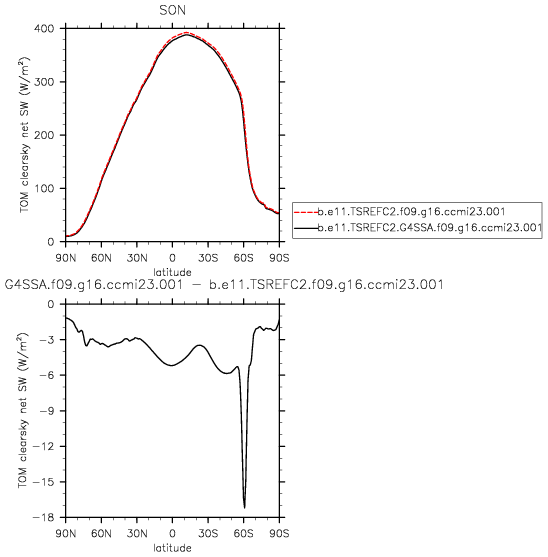 SON
TOM clearsky net SW (W/m²)
400
300
200
100
0
90N 60N 30N 0 30S 60S 90S
latitude
b.e11.TSREFC2.f09.g16.ccmi23.001
b.e11.TSREFC2.G4SSA.f09.g16.ccmi23.001
G4SSA.f09.g16.ccmi23.001 − b.e11.TSREFC2.f09.g16.ccmi23.001
TOM clearsky net SW (W/m²)
0
−3
−6
−9
−12
−15
−18
90N 60N 30N 0 30S 60S 90S
latitude